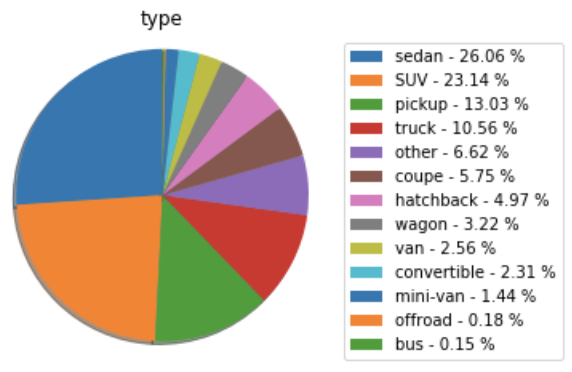 type
sedan - 26.06 %
SUV - 23.14 %
pickup - 13.03 %
truck - 10.56 %
other - 6.62 %
coupe - 5.75 %
hatchback - 4.97 %
wagon - 3.22 %
van - 2.56 %
convertible - 2.31 %
mini-van - 1.44 %
offroad - 0.18 %
bus - 0.15 %